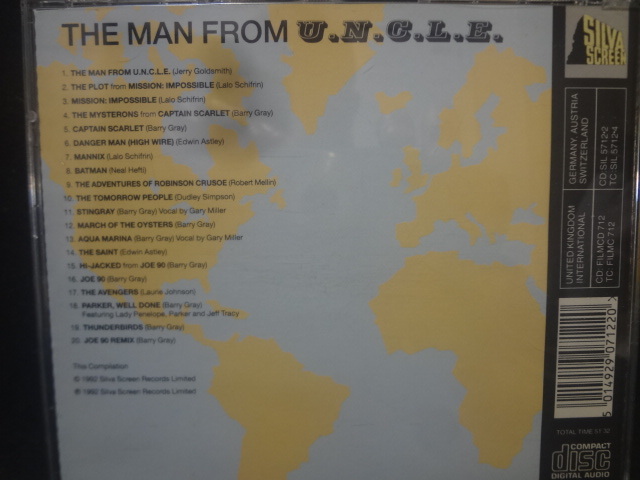 THE MAN FROM U.N.C.L.E.
1. THE MAN FROM U.N.C.L.E. (Jerry Goldsmith)
2. THE PLOT from MISSION: IMPOSSIBLE (Lalo Schifrin)
3. MISSION: IMPOSSIBLE (Lalo Schifrin)
4. THE MYSTERONS from CAPTAIN SCARLET (Barry Gray)
5. CAPTAIN SCARLET (Barry Gray)
6. DANGER MAN (HIGH WIRE) (Edwin Astley)
7. MANNIX (Lalo Schifrin)
8. BATMAN (Neal Hefti)
9. THE ADVENTURES OF ROBINSON CRUSOE (Robert Mellin)
10. THE TOMORROW PEOPLE (Dudley Simpson)
11. STINGRAY (Barry Gray) Vocal by Gary Miller
12. MARCH OF THE OYSTERS (Barry Gray)
13. AQUA MARINA (Barry Gray) Vocal by Gary Miller
14. THE SAINT (Edwin Astley)
15. HI-JACKED from JOE 90 (Barry Gray)
16. JOE 90 (Barry Gray)
17. THE AVENGERS (Laurie Johnson)
18. PARKER, WELL DONE (Barry Gray)
Featuring Lady Penelope, Parker and Jeff Tracy
19. THUNDERBIRDS (Barry Gray)
20. JOE 90 REMIX (Barry Gray)
This Compilation
© 1992 Silva Screen Records Limited
℗ 1992 Silva Screen Records Limited
SILVA
SCREEN
GERMANY, AUSTRIA
SWITZERLAND
CD SIL 5712-2
TC SIL 5712-4
UNITED KINGDOM
INTERNATIONAL
CD FILMCD 712
TC FILMC 712
5 014929 071220
TOTAL TIME
COMPACT
disc
DIGITAL AUDIO